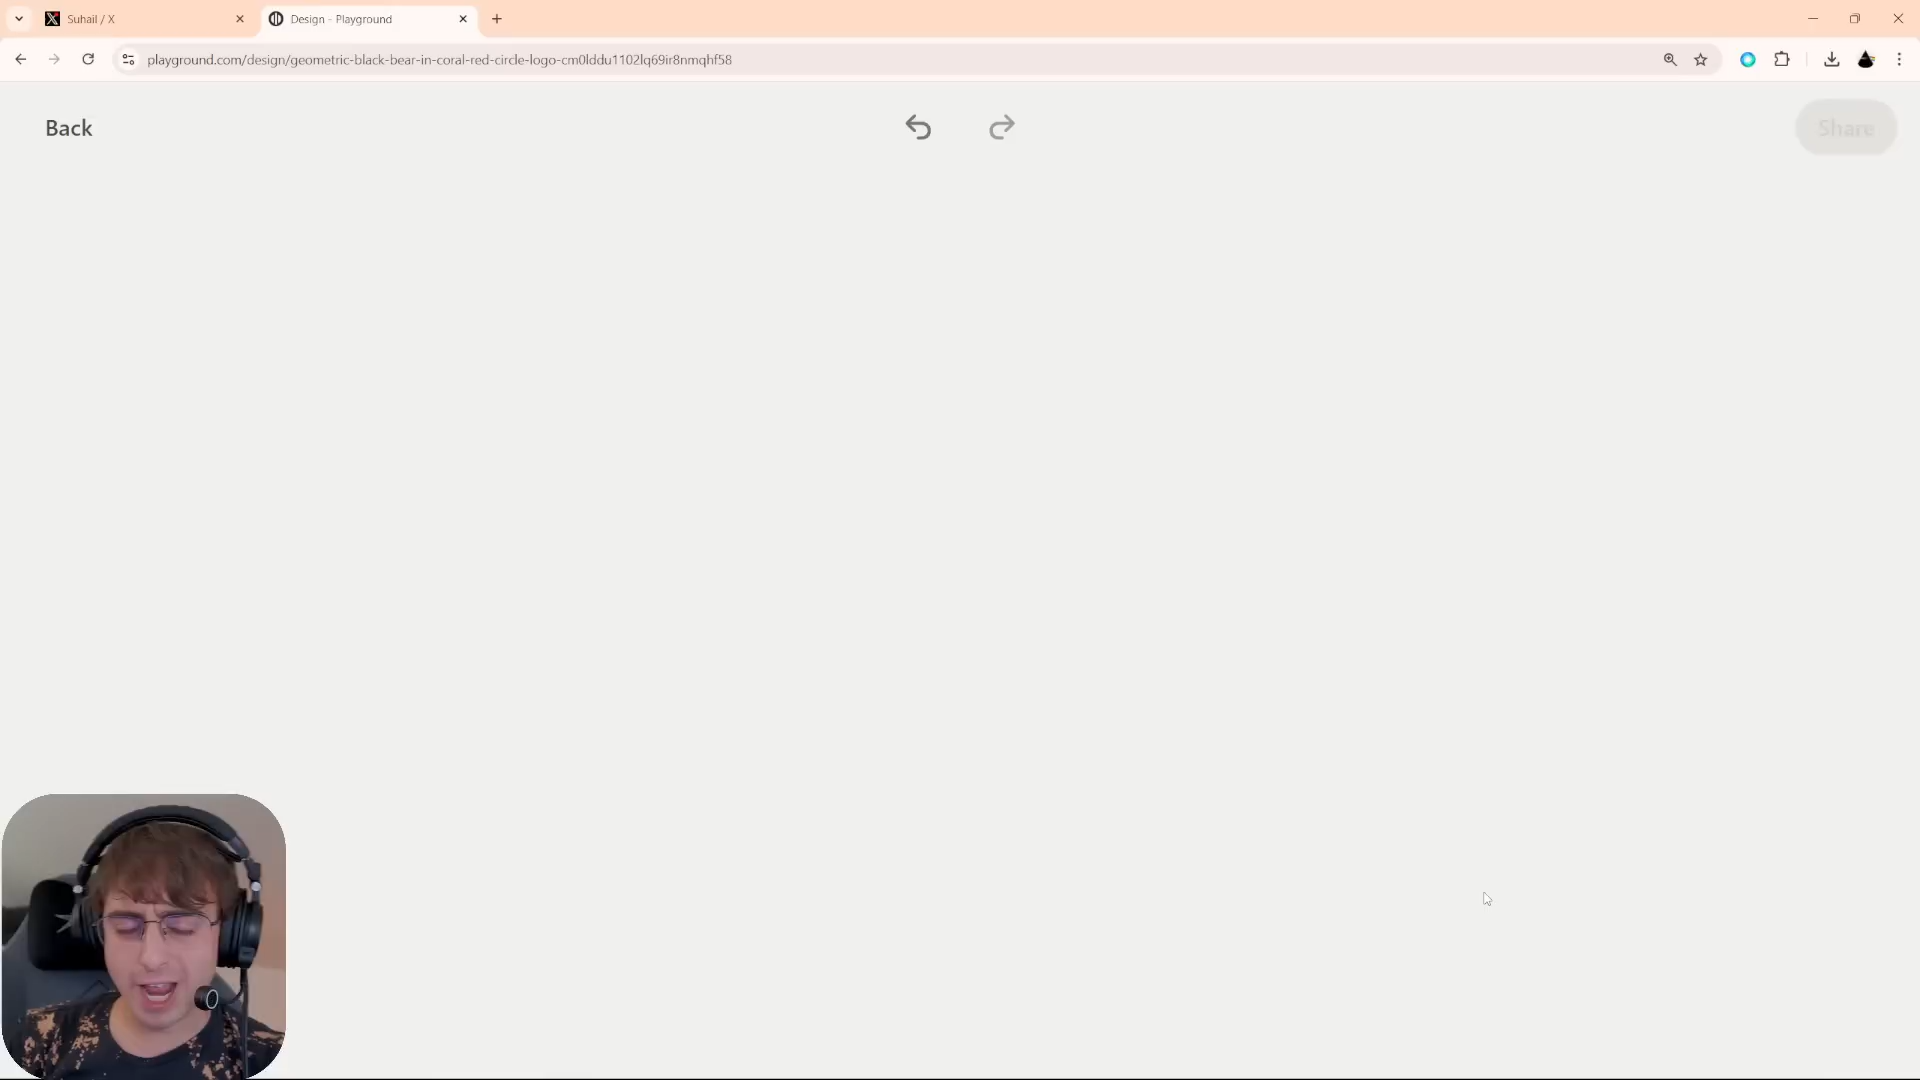 Suhail / X
Design - Playground
playground.com/design/geometric-black-bear-in-coral-red-circle-logo-cm0lddu1102lq69ir8nmqhf58
Back
Share